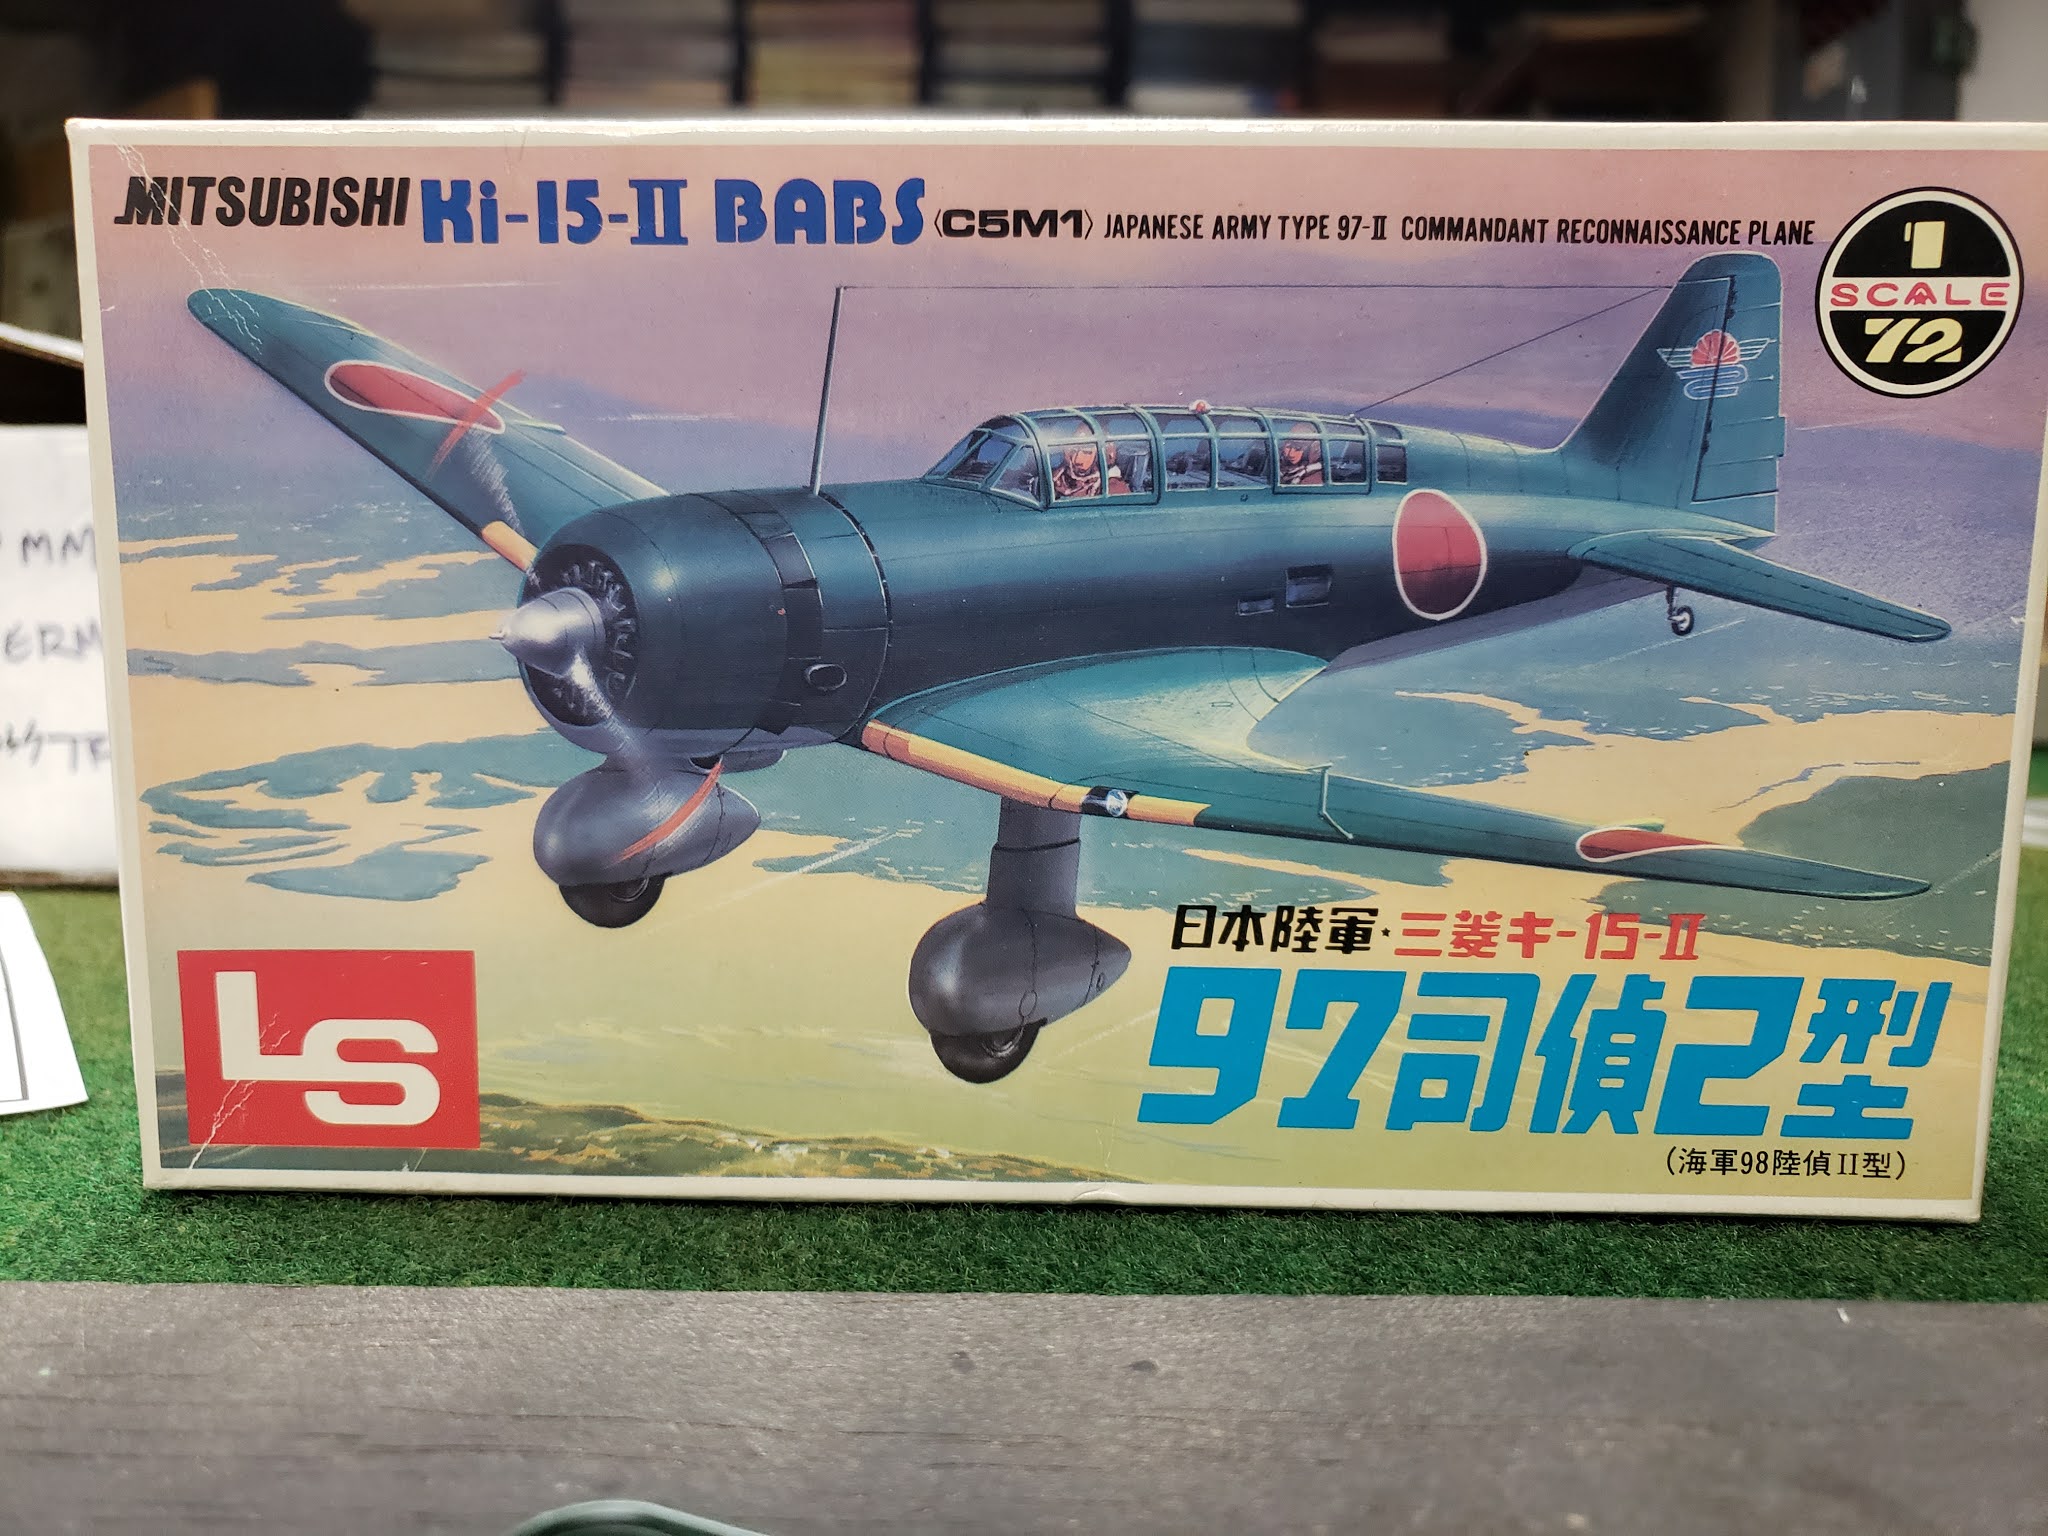 MITSUBISHI Ki-15-II BABS 〈C5M1〉 JAPANESE ARMY TYPE 97-II COMMANDANT RECONNAISSANCE PLANE
1
SCALE
72
MM
ERM
日本陸軍・三菱キ-15-II
97司偵2型
(海軍98陸偵II型)
LS